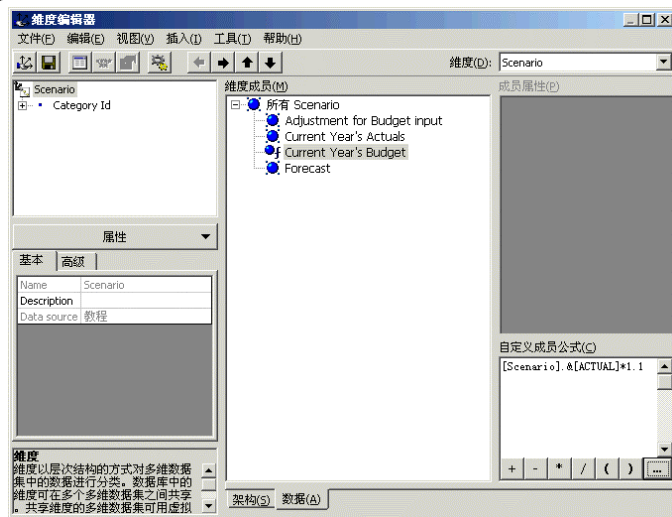 维度编辑器
文件(F) 编辑(E) 视图(V) 插入(I) 工具(T) 帮助(H)
维度(D): Scenario
Scenario
Category Id
属性
基本 高级
Name Scenario
Description
Data source 教程
维度
维度以层次结构的方式对多维数据
集中的数据进行分类。数据库中的
维度可在多个多维数据集之间共享
。共享维度的多维数据集可用虚拟
维度成员(M)
所有 Scenario
Adjustment for Budget input
Current Year's Actuals
Current Year's Budget
Forecast
架构(S) 数据(A)
成员属性(P)
自定义成员公式(C)
[Scenario].&[ACTUAL]*1.1
+ - * / ( ) ...